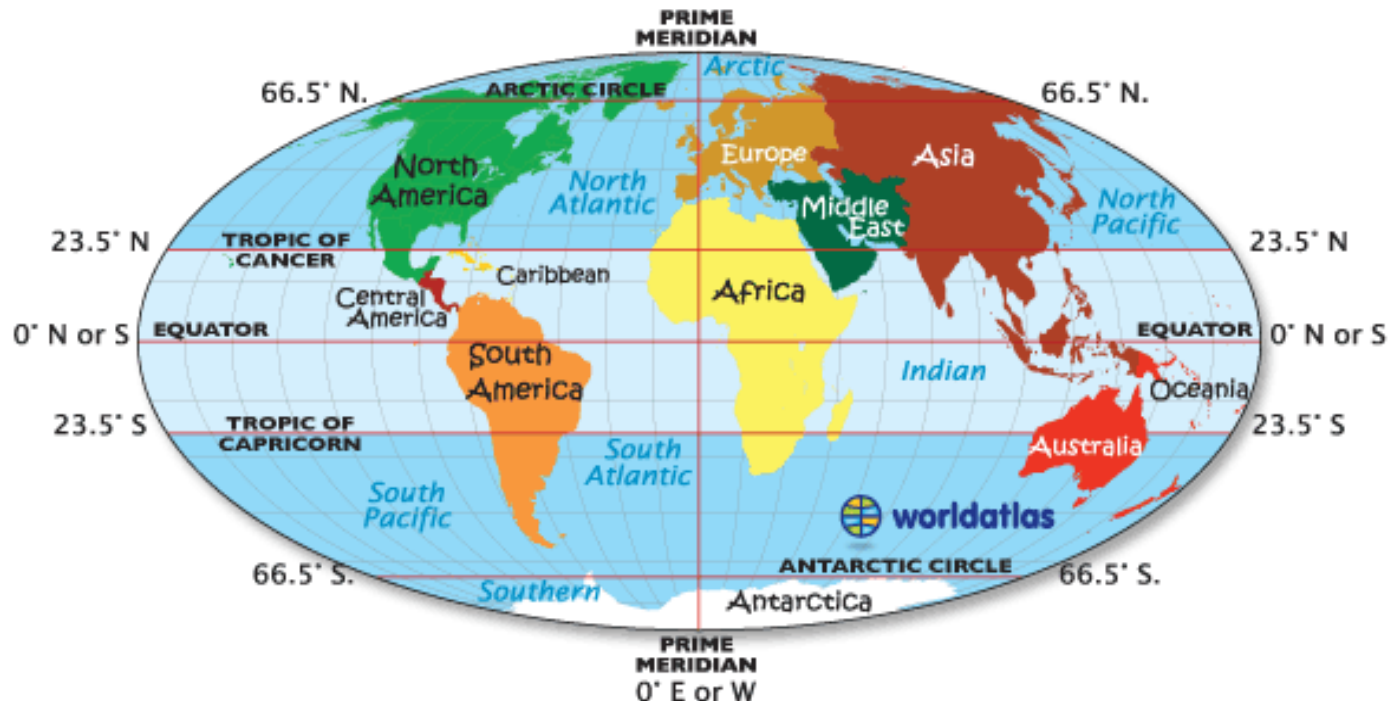 PRIME
MERIDIAN
Arctic
66.5° N.
ARCTIC CIRCLE
66.5° N.
North
America
North
Atlantic
Europe
Asia
Middle
East
North
Pacific
23.5° N
TROPIC OF
CANCER
23.5° N
Caribbean
Central
America
Africa
0° N or S
EQUATOR
EQUATOR
0° N or S
South
America
Indian
Oceania
23.5° S
TROPIC OF
CAPRICORN
23.5° S
South
Atlantic
Australia
South
Pacific
worldatlas
66.5° S.
ANTARCTIC CIRCLE
66.5° S.
Southern
Antarctica
PRIME
MERIDIAN
0° E or W